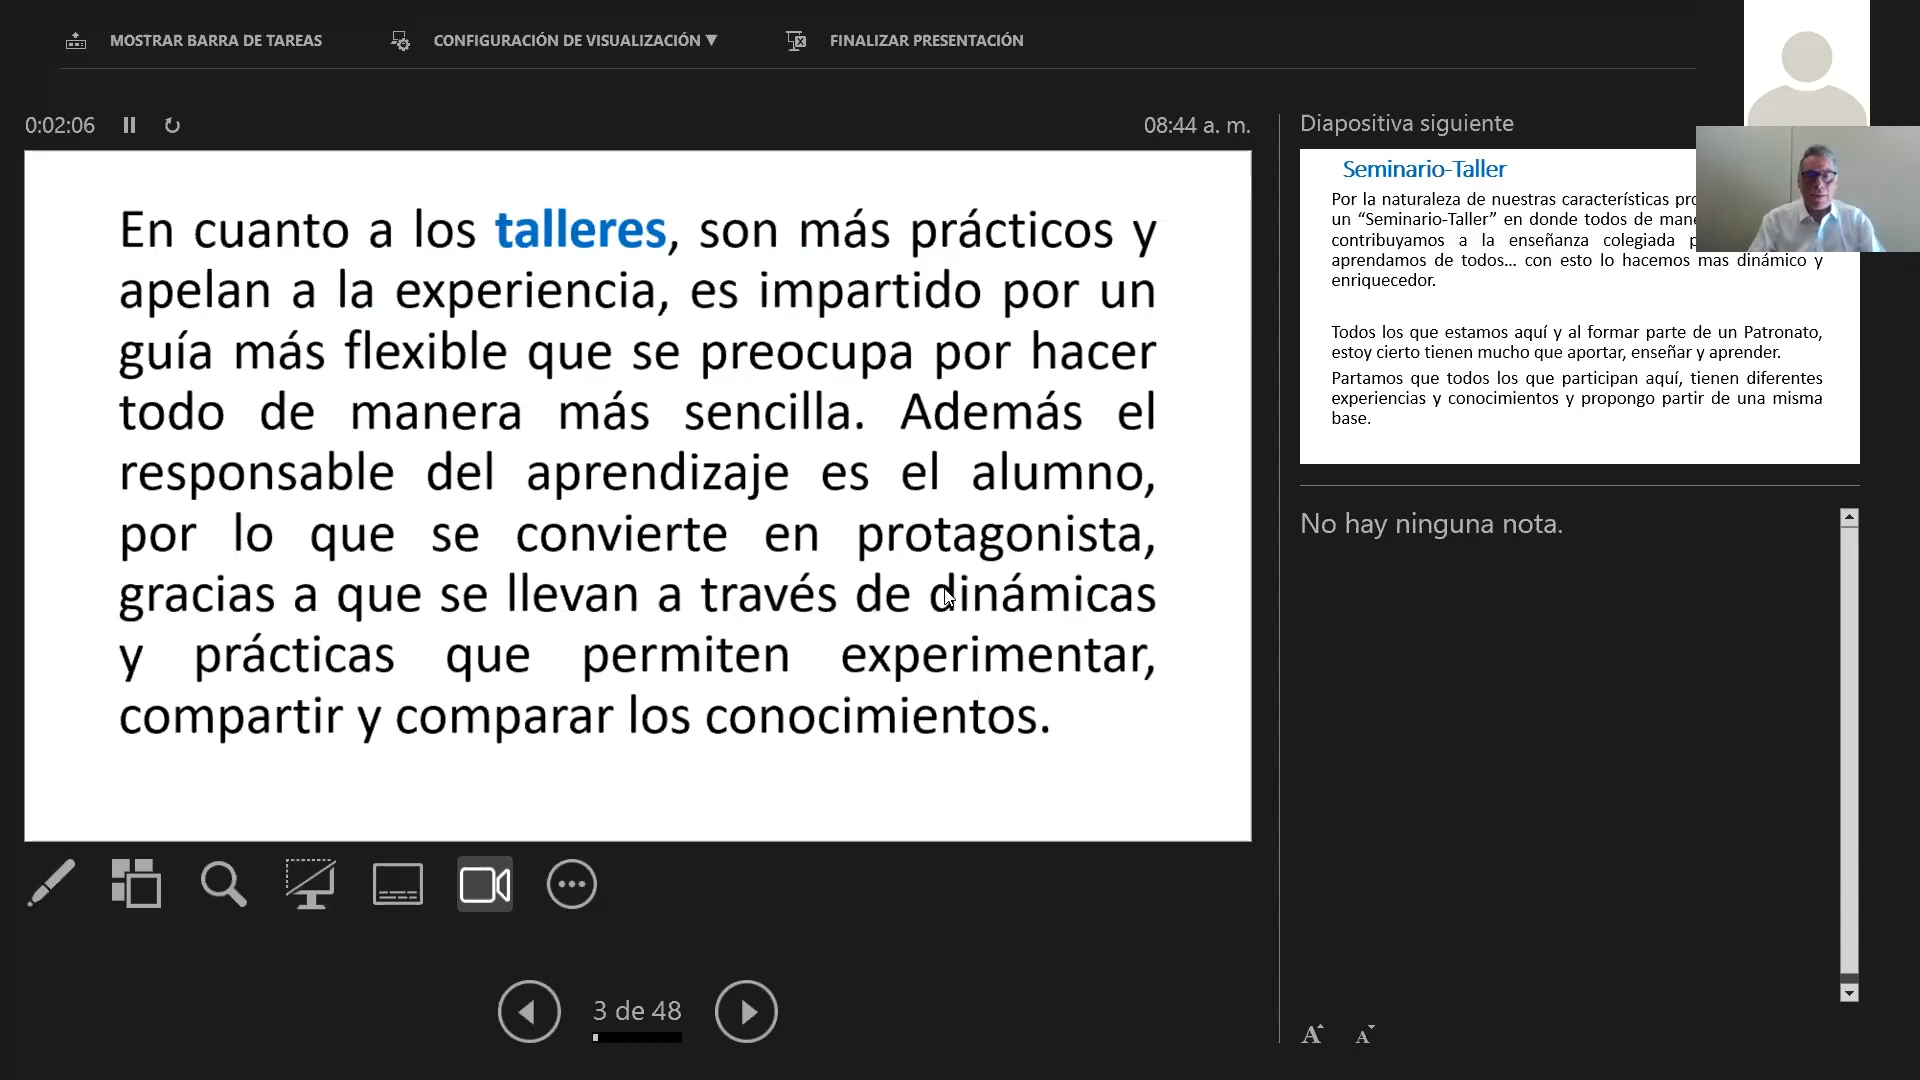 MOSTRAR BARRA DE TAREAS
CONFIGURACIÓN DE VISUALIZACIÓN ▼
FINALIZAR PRESENTACIÓN
0:02:06
08:44 a. m.
En cuanto a los talleres, son más prácticos y
apelan a la experiencia, es impartido por un
guía más flexible que se preocupa por hacer
todo de manera más sencilla. Además el
responsable del aprendizaje es el alumno,
por lo que se convierte en protagonista,
gracias a que se llevan a través de dinámicas
y prácticas que permiten experimentar,
compartir y comparar los conocimientos.
3 de 48
Diapositiva siguiente
Seminario-Taller
Por la naturaleza de nuestras características
un “Seminario-Taller” en donde todos de
contribuyamos a la enseñanza colegiada
aprendamos de todos... con esto lo hacemos mas dinámico y
enriquecedor.
Todos los que estamos aquí y al formar parte de un Patronato,
estoy cierto tienen mucho que aportar, enseñar y aprender.
Partamos que todos los que participan aquí, tienen diferentes
experiencias y conocimientos y propongo partir de una misma
base.
No hay ninguna nota.
A A